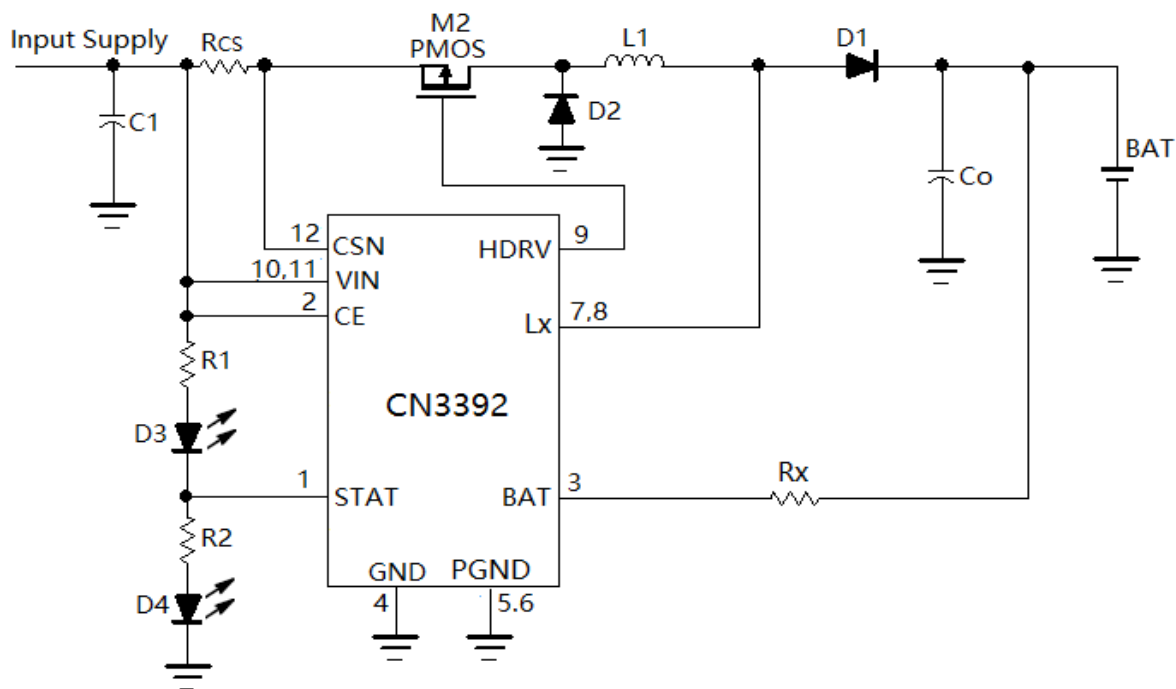 Input Supply
Rcs
M2
PMOS
L1
D1
C1
D2
Co
BAT
12
CSN
HDRV
9
10,11
VIN
2
CE
Lx
7,8
R1
CN3392
D3
1
STAT
BAT
3
Rx
R2
GND
PGND
4
5.6
D4